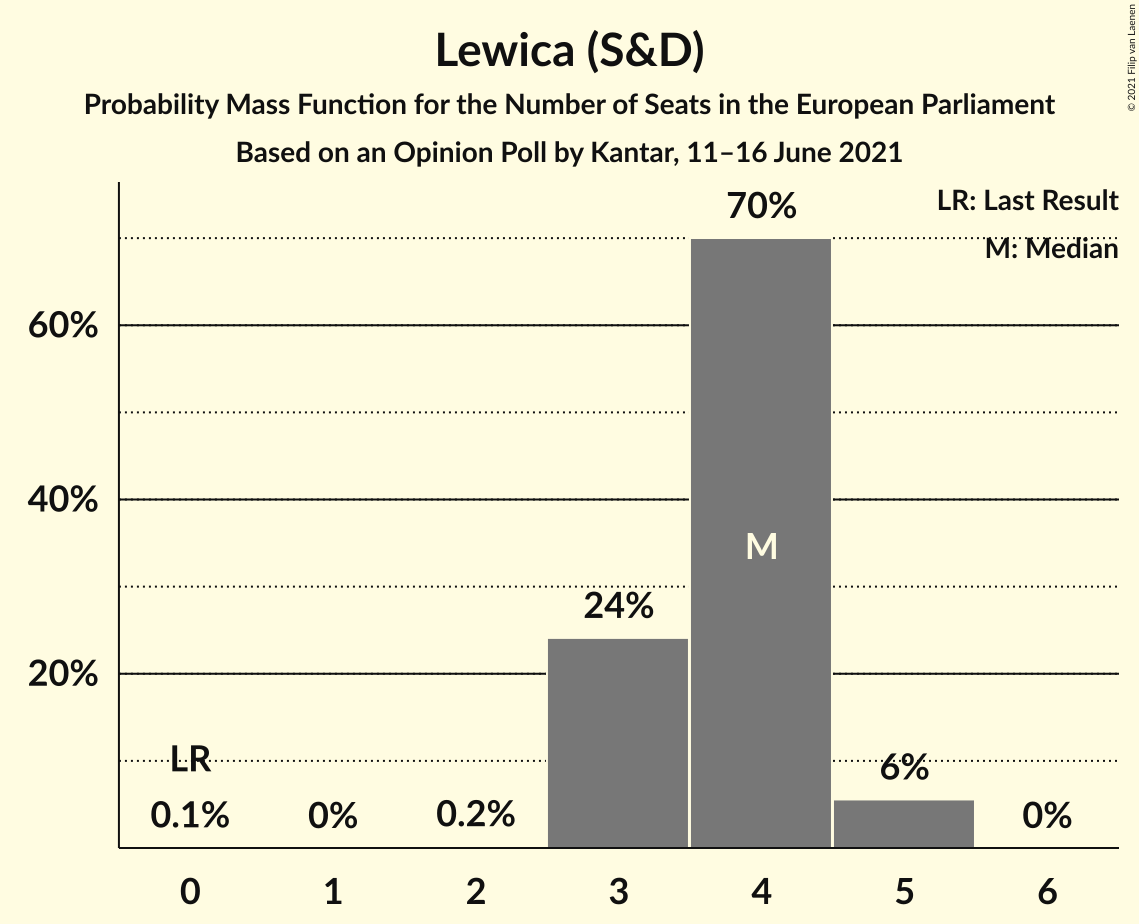 Lewica (S&D)
Probability Mass Function for the Number of Seats in the European Parliament
Based on an Opinion Poll by Kantar, 11–16 June 2021
© 2021 Filip van Laenen
LR: Last Result
M: Median
70%
60%
40%
M
24%
20%
LR
6%
0.1%
0%
0.2%
0%
0 1 2 3 4 5 6